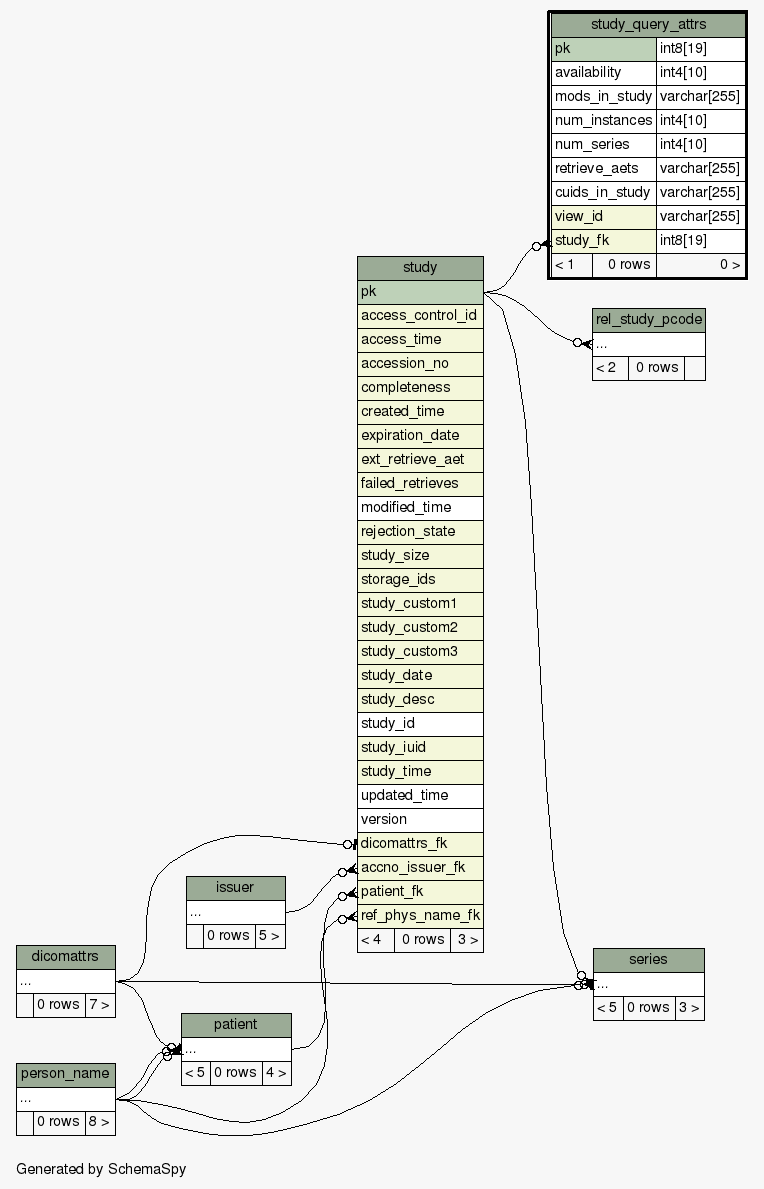 study_query_attrs
pk int8[19]
availability int4[10]
mods_in_study varchar[255]
num_instances int4[10]
num_series int4[10]
retrieve_aets varchar[255]
cuids_in_study varchar[255]
view_id varchar[255]
study_fk int8[19]
< 1 0 rows 0 >
study
pk
access_control_id
access_time
accession_no
completeness
created_time
expiration_date
ext_retrieve_aet
failed_retrieves
modified_time
rejection_state
study_size
storage_ids
study_custom1
study_custom2
study_custom3
study_date
study_desc
study_id
study_iuid
study_time
updated_time
version
dicomattrs_fk
accno_issuer_fk
patient_fk
ref_phys_name_fk
< 4 0 rows 3 >
rel_study_pcode
...
< 2 0 rows
issuer
...
0 rows 5 >
dicomattrs
...
0 rows 7 >
series
...
< 5 0 rows 3 >
patient
...
< 5 0 rows 4 >
person_name
...
0 rows 8 >
Generated by SchemaSpy